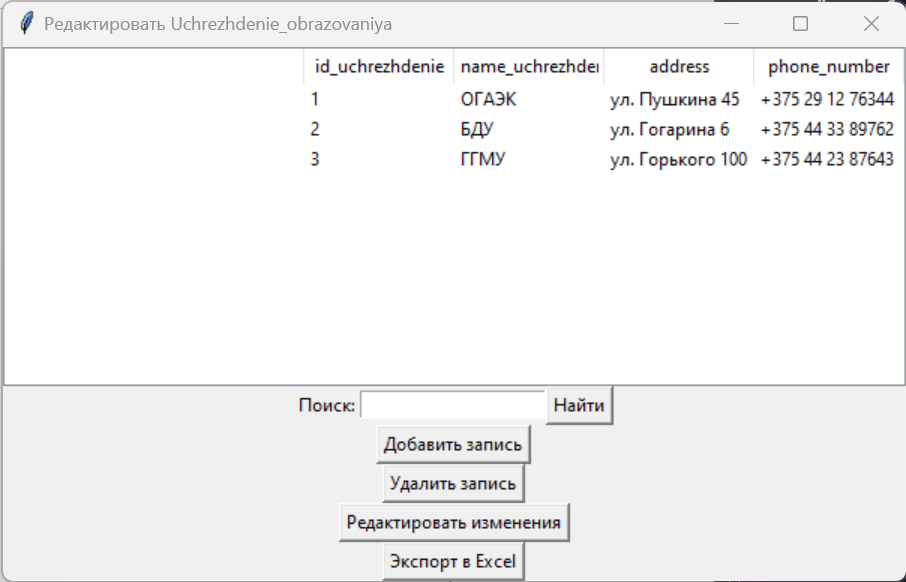 Редактировать Uchrezhdenie_obrazovaniya
id_uchrezhdenie name_uchrezhder address phone_number
1 ОГАЭК ул. Пушкина 45 +375 29 12 76344
2 БДУ ул. Гогарина 6 +375 44 33 89762
3 ГГМУ ул. Горького 100 +375 44 23 87643
Поиск: Найти
Добавить запись
Удалить запись
Редактировать изменения
Экспорт в Excel